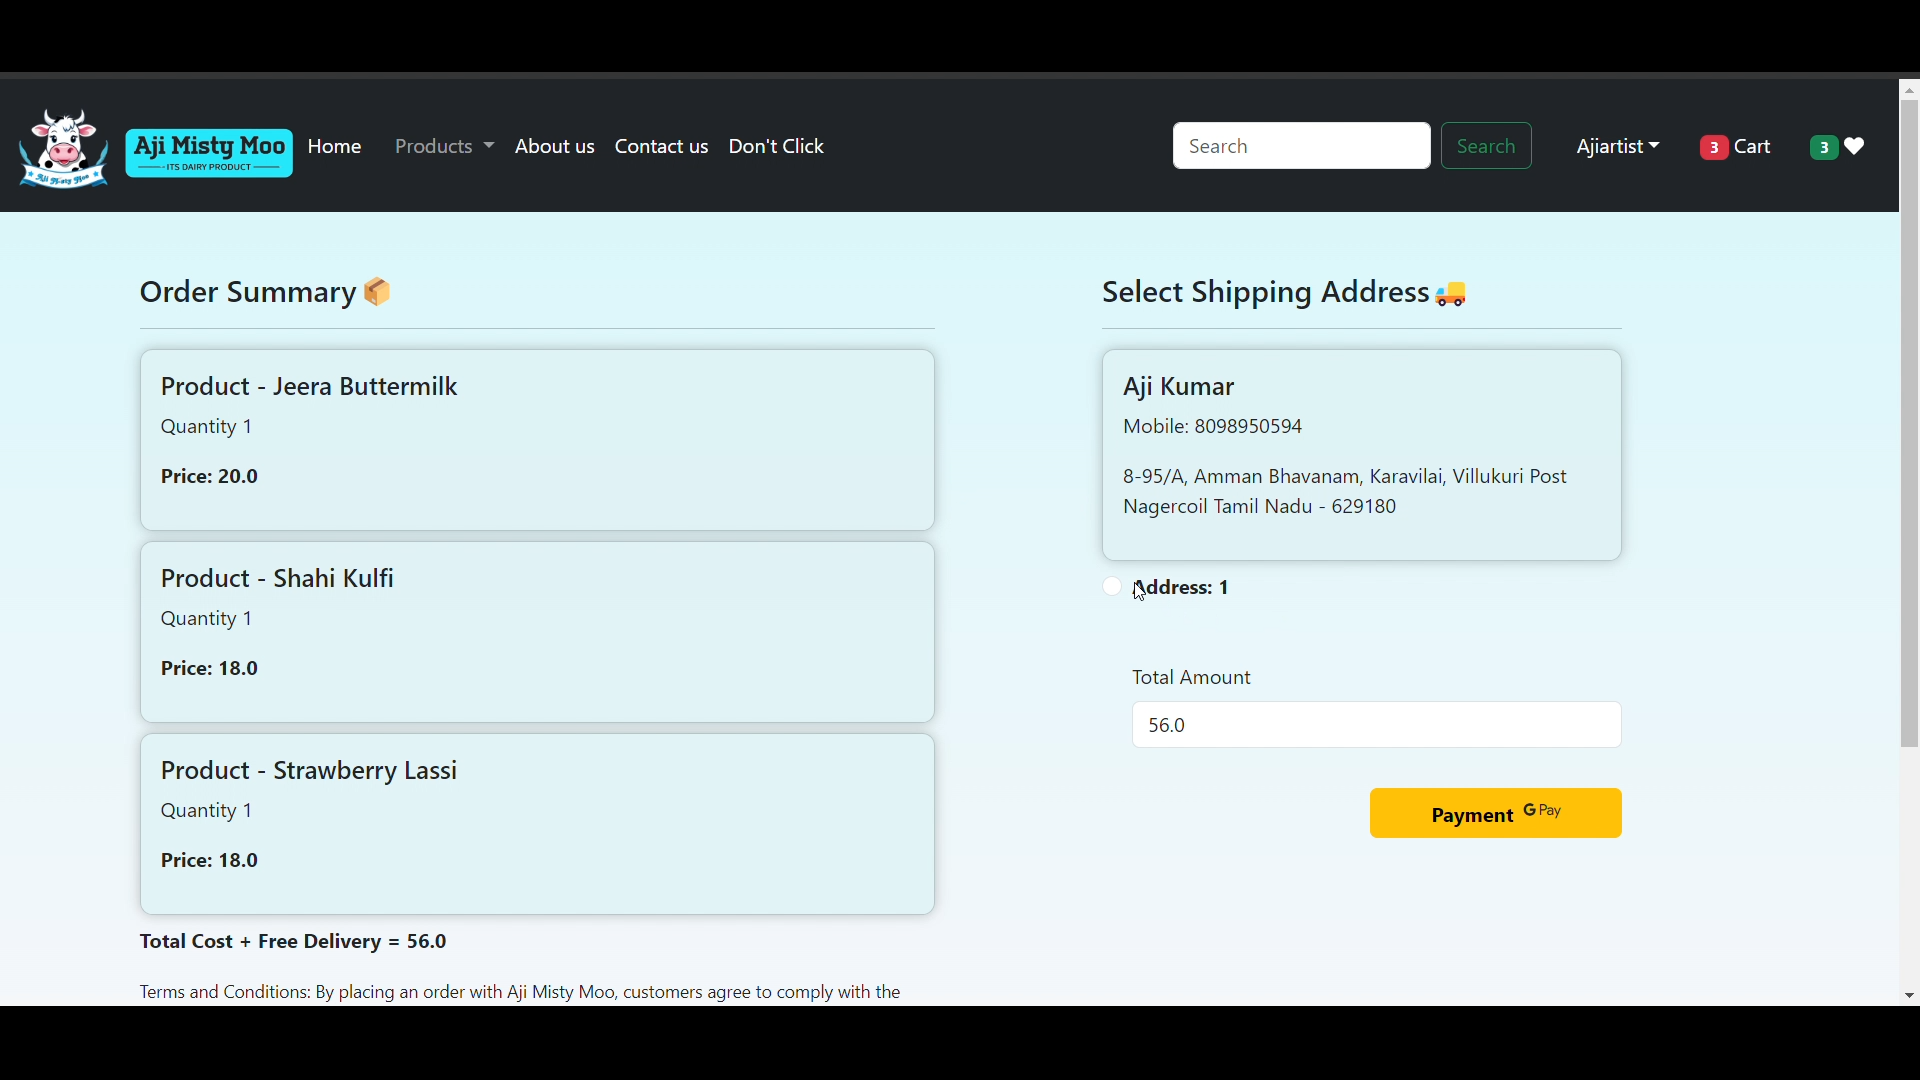 Aji Misty Moo
ITS DAIRY PRODUCT
Aji Misty Moo
Home
Products
About us
Contact us
Don't Click
Search
Search
Ajiartist
3 Cart
3
Order Summary
Product - Jeera Buttermilk
Quantity 1
Price: 20.0
Product - Shahi Kulfi
Quantity 1
Price: 18.0
Product - Strawberry Lassi
Quantity 1
Price: 18.0
Total Cost + Free Delivery = 56.0
Terms and Conditions: By placing an order with Aji Misty Moo, customers agree to comply with the
Select Shipping Address
Aji Kumar
Mobile: 8098950594
8-95/A, Amman Bhavanam, Karavilai, Villukuri Post
Nagercoil Tamil Nadu - 629180
Address: 1
Total Amount
56.0
Payment G Pay